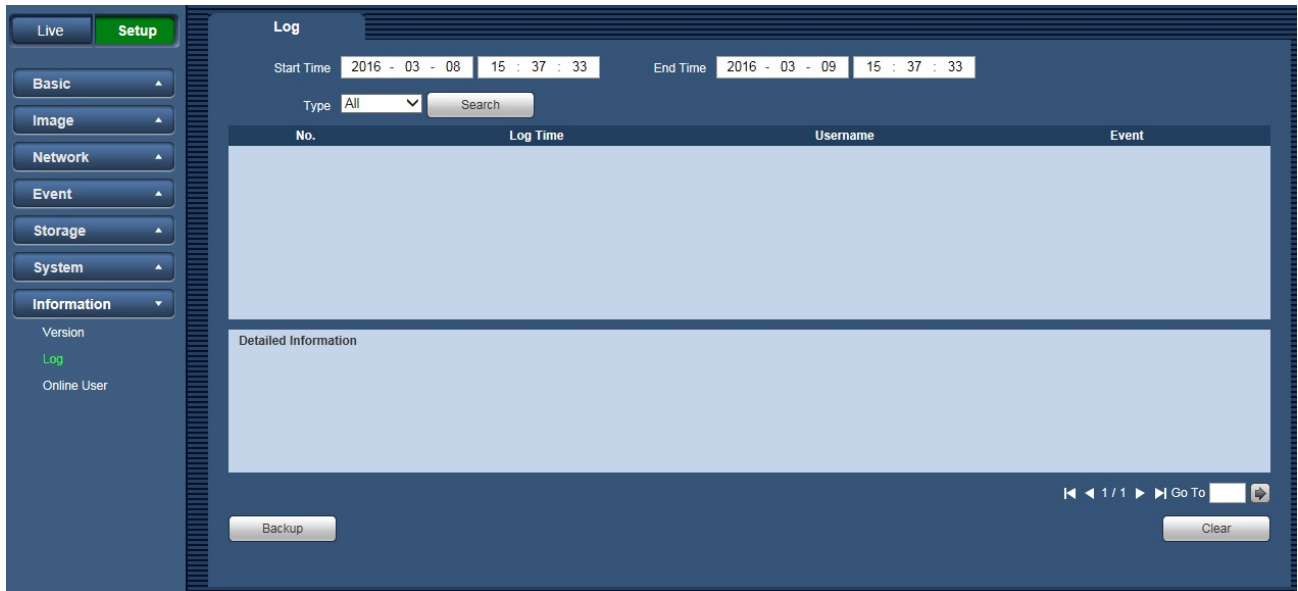 Live Setup
Basic
Image
Network
Event
Storage
System
Information
Version
Log
Online User
Log
Start Time 2016 - 03 - 08 15 : 37 : 33 End Time 2016 - 03 - 09 15 : 37 : 33
Type All Search
No. Log Time Username Event
Detailed Information
1 / 1 Go To
Backup Clear